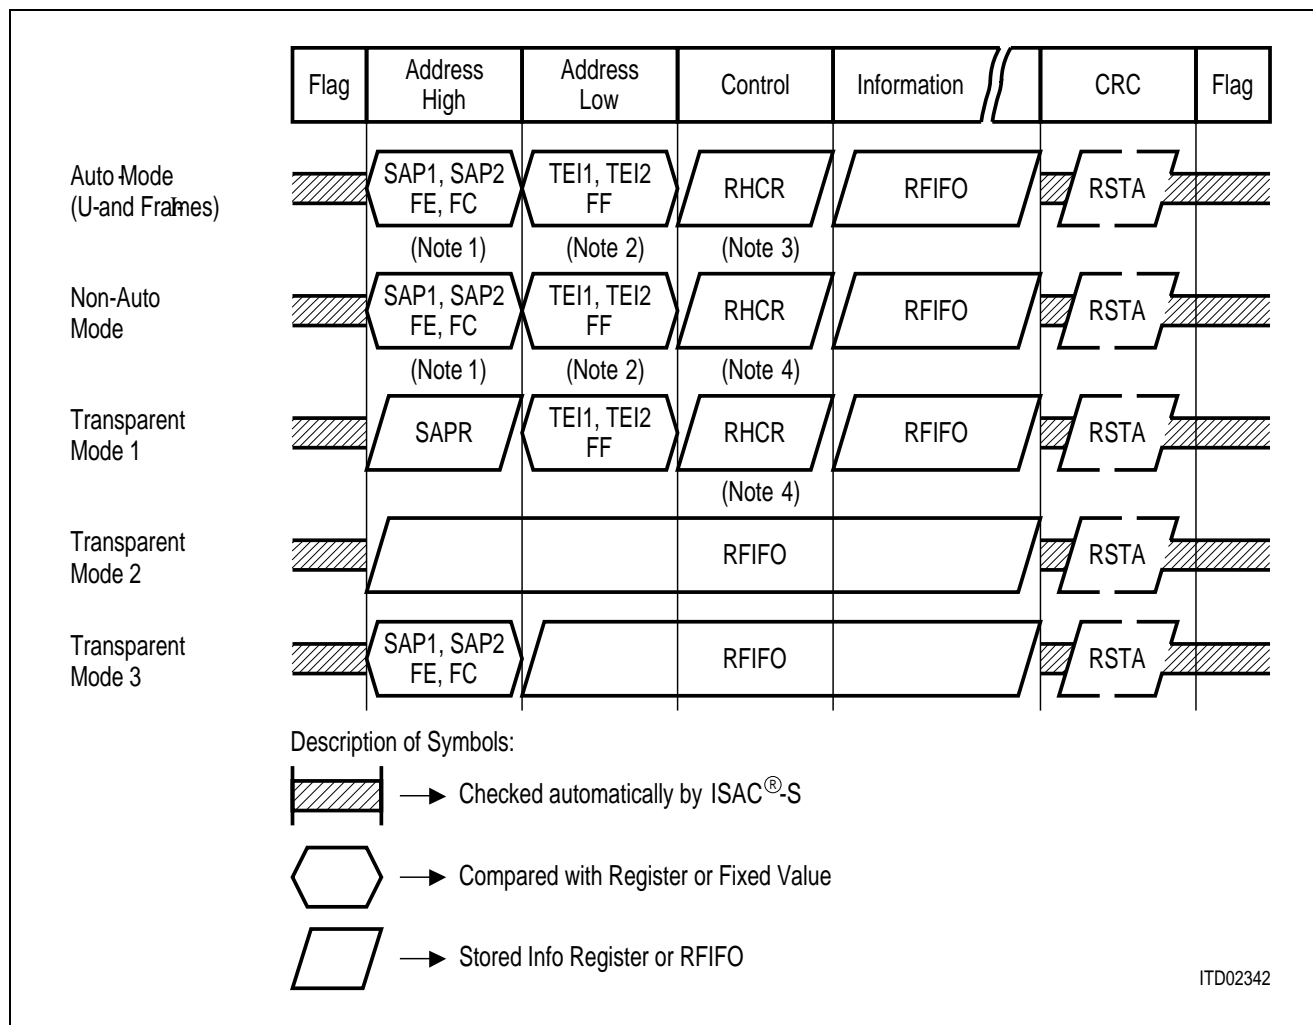 Flag Address High Address Low Control Information CRC Flag
Auto-Mode
(U-and FraI-mes)
SAP1, SAP2
FE, FC
TEI1, TEI2
FF
RHCR
RFIFO
RSTA
(Note 1) (Note 2) (Note 3)
Non-Auto
Mode
SAP1, SAP2
FE, FC
TEI1, TEI2
FF
RHCR
RFIFO
RSTA
(Note 1) (Note 2) (Note 4)
Transparent
Mode 1
SAPR
TEI1, TEI2
FF
RHCR
RFIFO
RSTA
(Note 4)
Transparent
Mode 2
RFIFO
RSTA
Transparent
Mode 3
SAP1, SAP2
FE, FC
RFIFO
RSTA
Description of Symbols:
Checked automatically by ISAC®-S
Compared with Register or Fixed Value
Stored Info Register or RFIFO
ITD02342